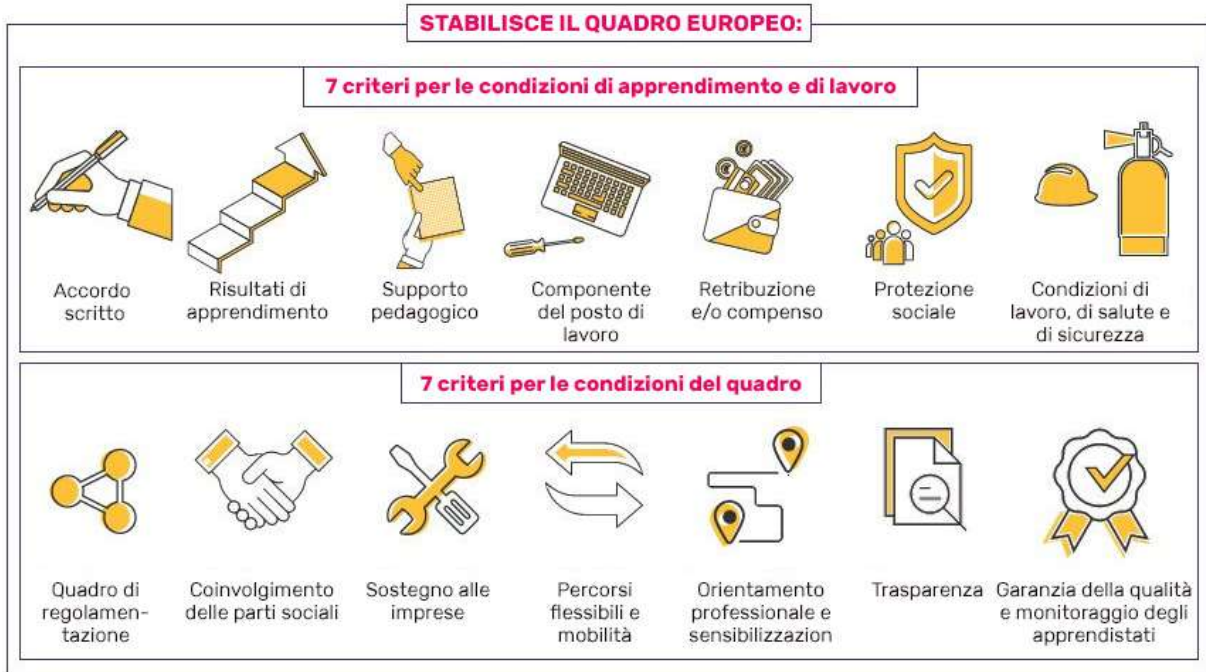 STABILISCE IL QUADRO EUROPEO:
7 criteri per le condizioni di apprendimento e di lavoro
Accordo
scritto
Risultati di
apprendimento
Supporto
pedagogico
Componente
del posto di
lavoro
Retribuzione
e/o compenso
Protezione
sociale
Condizioni di
lavoro, di salute e
di sicurezza
7 criteri per le condizioni del quadro
Quadro di
regolamen-
tazione
Coinvolgimento
delle parti sociali
Sostegno alle
imprese
Percorsi
flessibili e
mobilità
Orientamento
professionale e
sensibilizzazion
Trasparenza
Garanzia della qualità
e monitoraggio degli
apprendistati